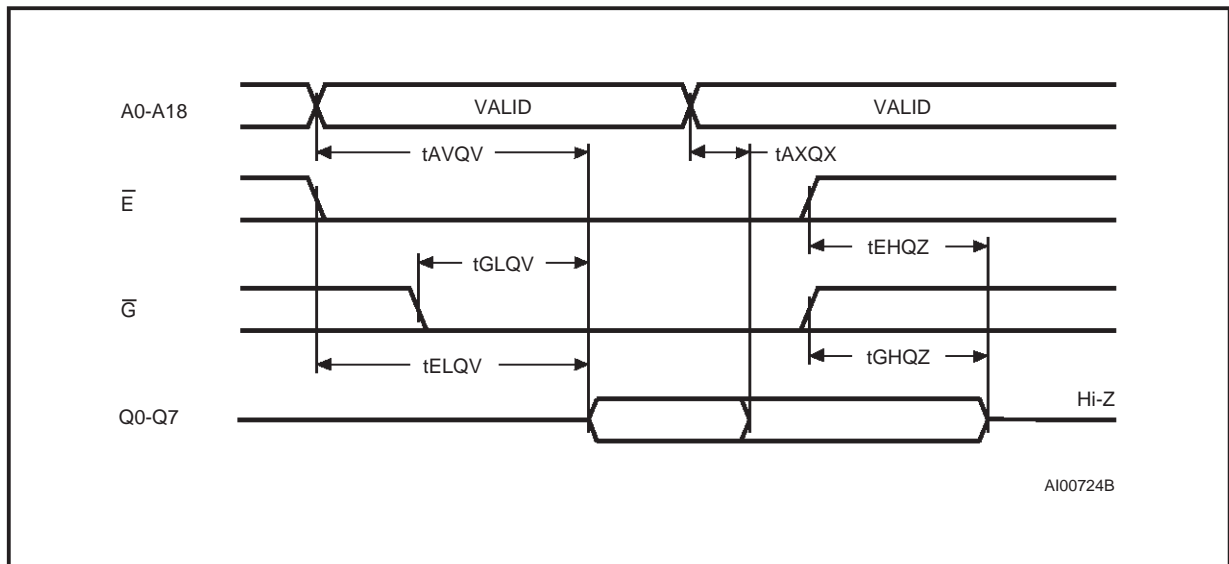 A0-A18 VALID VALID
tAVQV tAXQX
E̅
tEHQZ
tGLQV
G̅
tGHQZ
tELQV
Hi-Z
Q0-Q7
AI00724B